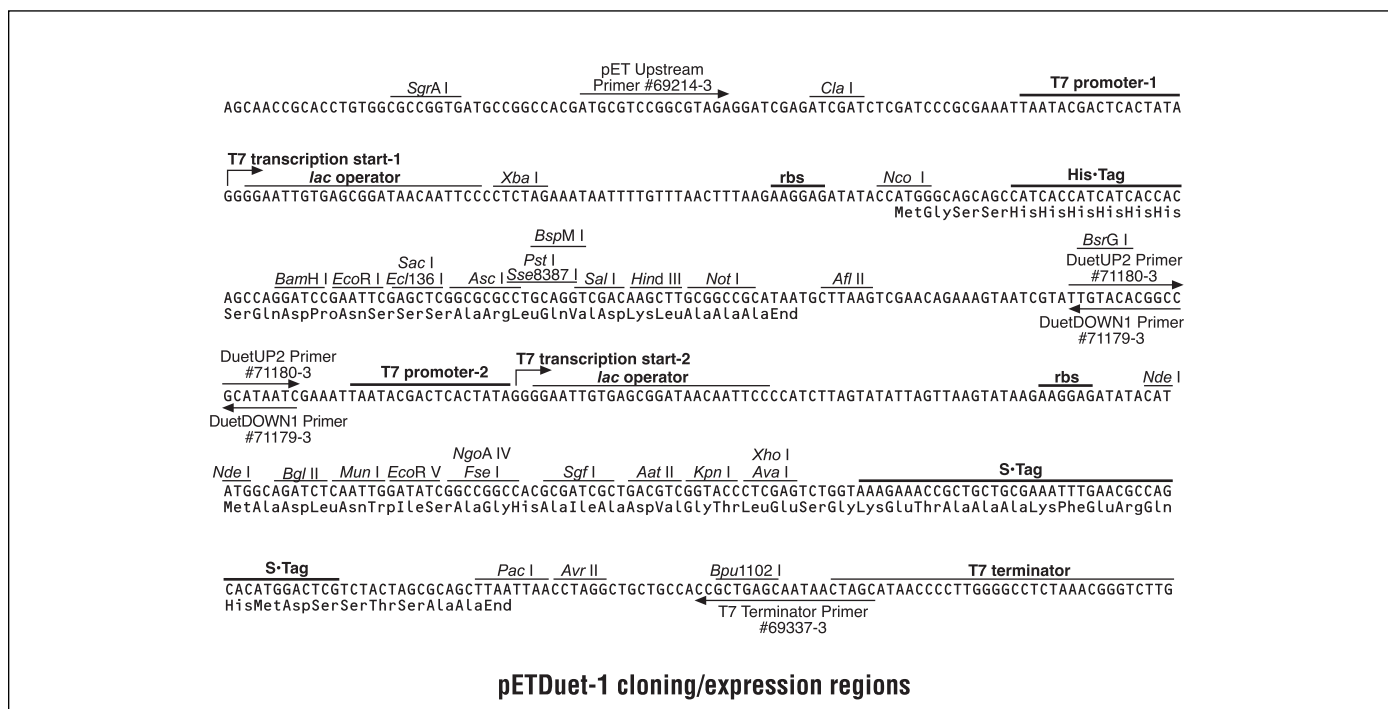 pET Upstream
SgrA I
Primer #69214-3
Cla I
T7 promoter-1
AGCAACCGCACCTGTGGCGCCGGTGATGCCGGCCACGATGCGTCCGGCGTAGAGGATCGAGATCGATCTCGATCCCGCGAAATTAATACGACTCACTATA
T7 transcription start-1
lac operator
Xba I
rbs
Nco I
His•Tag
GGGGAATTGTGAGCGGATAACAATTCCCCTCTAGAAATAATTTTGTTTAACTTTAAGAAGGAGATATACCATGGGCAGCAGCCATCACCATCATCACCAC
MetGlySerSerHisHisHisHisHisHis
BspM I
BsrG I
Sac I
Pst I
DuetUP2 Primer
BamH I
EcoR I
Ecl136 I
Asc I
Sse8387 I
Sal I
Hind III
Not I
Afl II
#71180-3
AGCCAGGATCCGAATTCGAGCTCGGCGCGCCTGCAGGTCGACAAGCTTGCGGCCGCATAATGCTTAAGTCGAACAGAAAGTAATCGTATTGTACACGGCC
SerGlnAspProAsnSerSerSerAlaArgLeuGlnValAspLysLeuAlaAlaAlaEnd
DuetDOWN1 Primer
#71179-3
DuetUP2 Primer
#71180-3
T7 promoter-2
T7 transcription start-2
lac operator
rbs
Nde I
GCATAATCGAAATTAATACGACTCACTATAGGGGAATTGTGAGCGGATAACAATTCCCCATCTTAGTATATTAGTTAAGTATAAGAAGGAGATATACAT
DuetDOWN1 Primer
#71179-3
NgoA IV
Xho I
Nde I
Bgl II
Mun I
EcoR V
Fse I
Sgf I
Aat II
Kpn I
Ava I
S•Tag
ATGGCAGATCTCAATTGGATATCGGCCGGCCACGCGATCGCTGACGTCGGTACCCTCGAGTCTGGTAAAGAAACCGCTGCTGCGAAATTTGAACGCCAG
MetAlaAspLeuAsnTrpIleSerAlaGlyHisAlaIleAlaAspValGlyThrLeuGluSerGlyLysGluThrAlaAlaAlaLysPheGluArgGln
S•Tag
Pac I
Avr II
Bpu1102 I
T7 terminator
CACATGGACTCGTCTACTAGCGCAGCTTAATTAACCTAGGCTGCTGCCACCGCTGAGCAATAACTAGCATAACCCCTTGGGGCCTCTAAACGGGTCTTG
HisMetAspSerSerThrSerAlaAlaEnd
T7 Terminator Primer
#69337-3
pETDuet-1 cloning/expression regions